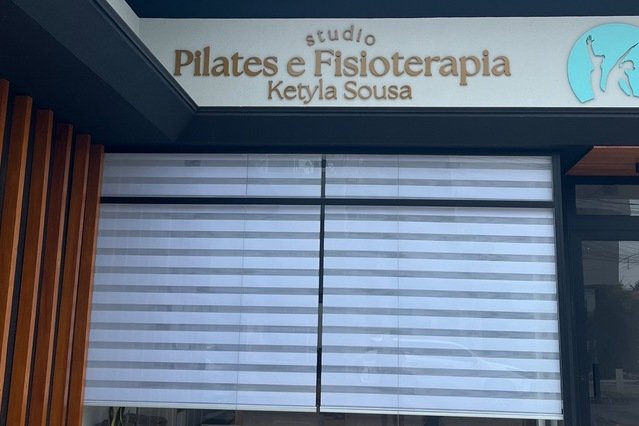 studio
Pilates e Fisioterapia
Ketyla Sousa